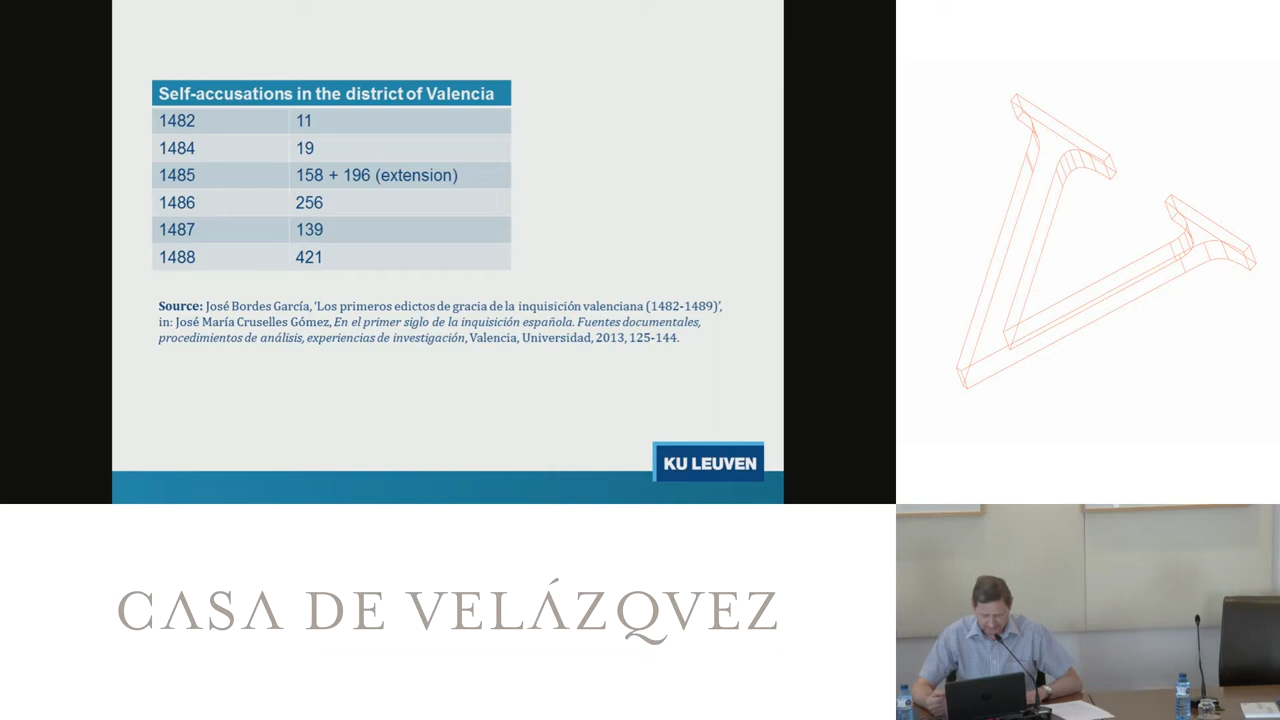 Self-accusations in the district of Valencia
1482 11
1484 19
1485 158 + 196 (extension)
1486 256
1487 139
1488 421
Source: José Bordes García, ‘Los primeros edictos de gracia de la inquisición valenciana (1482-1489)’,
in: José María Cruselles Gómez, En el primer siglo de la inquisición española. Fuentes documentales,
procedimientos de análisis, experiencias de investigación, Valencia, Universidad, 2013, 125-144.
KU LEUVEN
CASA DE VELÁZQVEZ